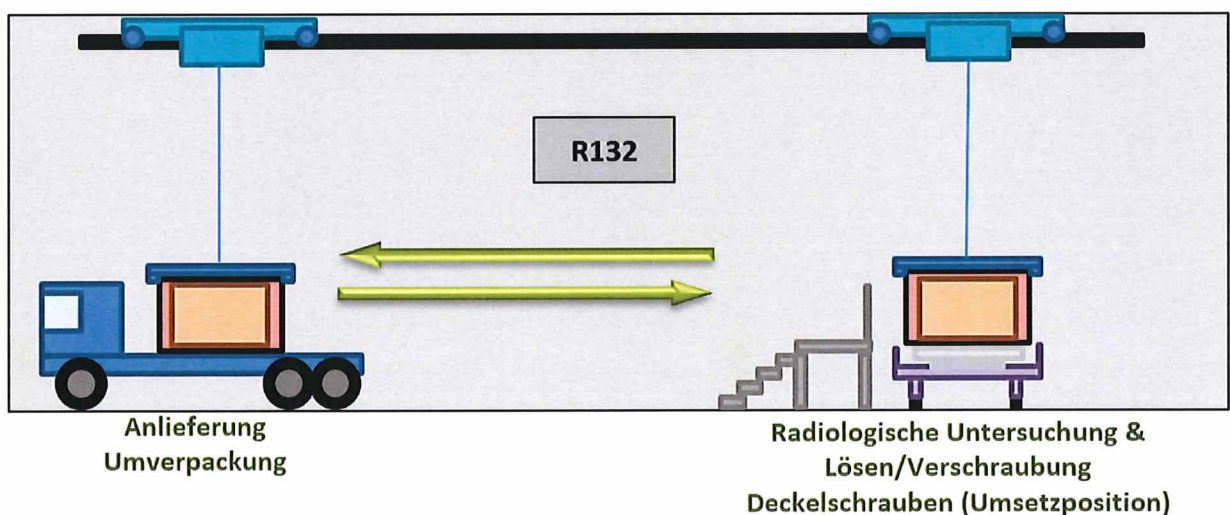 R132
Anlieferung
Umverpackung
Radiologische Untersuchung &
Lösen/Verschraubung
Deckelschrauben (Umsetzposition)